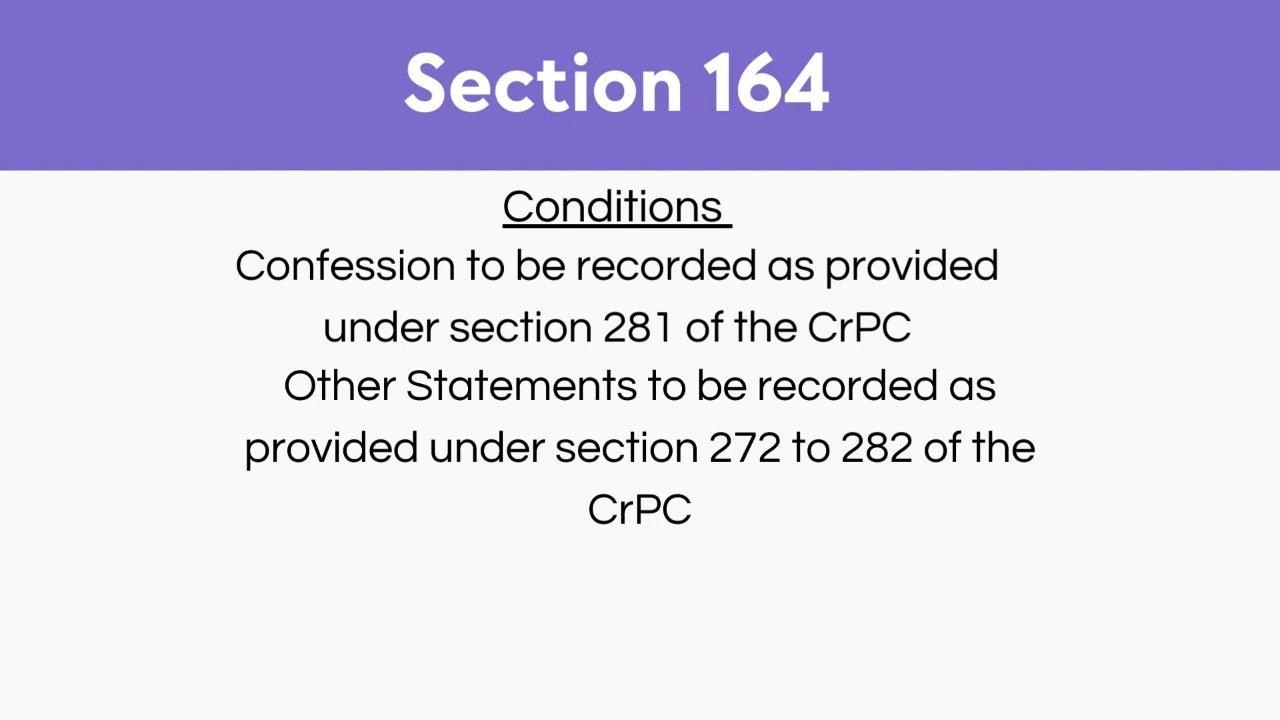 Section 164
Conditions
Confession to be recorded as provided
under section 281 of the CrPC
Other Statements to be recorded as
provided under section 272 to 282 of the
CrPC